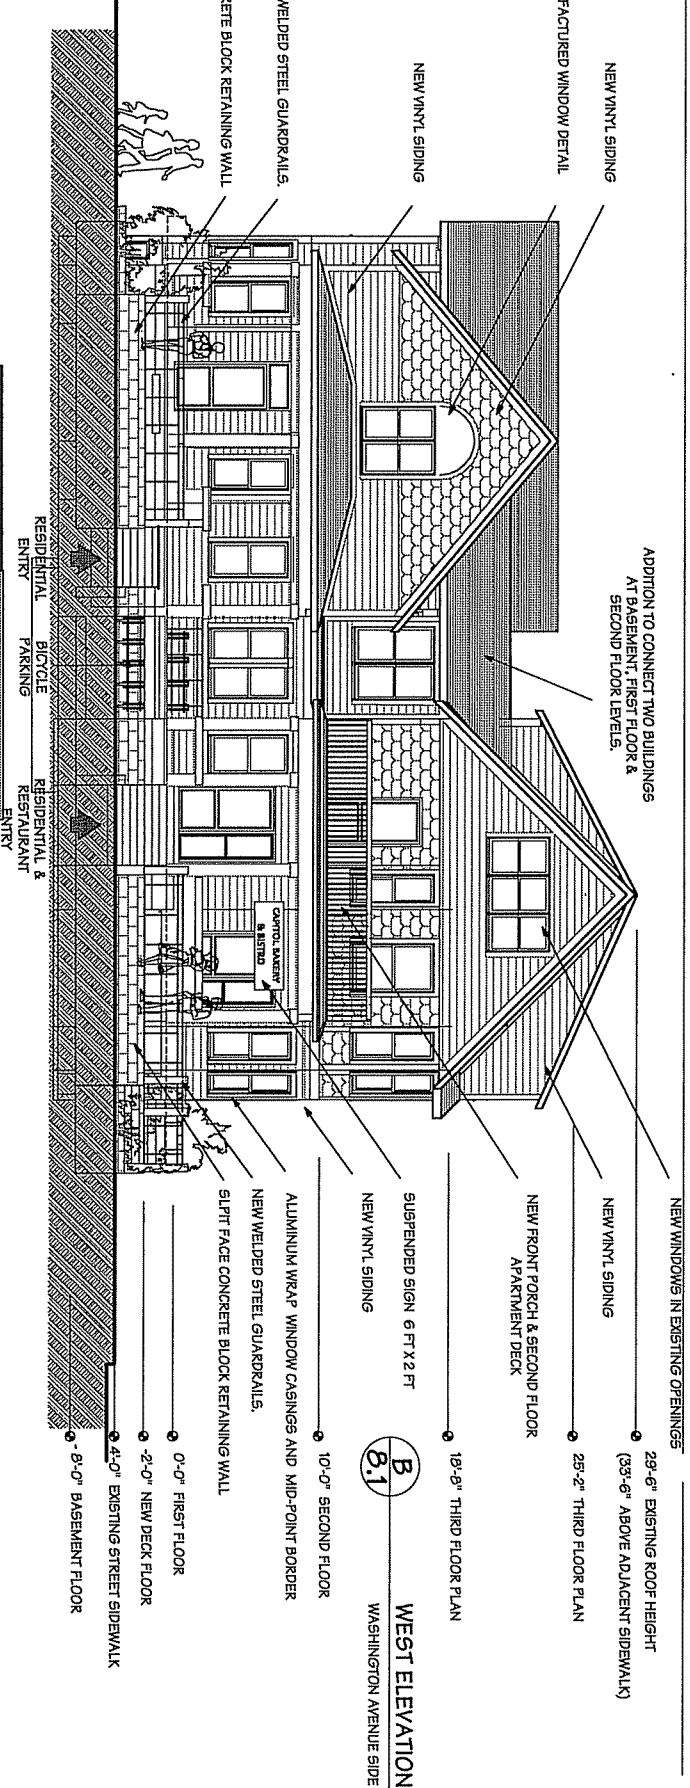 NEW WINDOWS IN EXISTING OPENINGS
29'-6" EXISTING ROOF HEIGHT
(33'-6" ABOVE ADJACENT SIDEWALK)
ADDITION TO CONNECT TWO BUILDINGS
AT BASEMENT, FIRST FLOOR &
SECOND FLOOR LEVELS.
NEW VINYL SIDING
NEW VINYL SIDING
25'-2" THIRD FLOOR PLAN
FACTURED WINDOW DETAIL
NEW FRONT PORCH & SECOND FLOOR
APARTMENT DECK
18'-8" THIRD FLOOR PLAN
NEW VINYL SIDING
SUSPENDED SIGN 6 FT X 2 FT
B
8.1
WEST ELEVATION
WASHINGTON AVENUE SIDE
NEW VINYL SIDING
10'-0" SECOND FLOOR
WELDED STEEL GUARDRAILS.
CAPITOL BAKERY
& BISTRO
ALUMINUM WRAP WINDOW CASINGS AND MID-POINT BORDER
NEW WELDED STEEL GUARDRAILS.
RETE BLOCK RETAINING WALL
SLPIT FACE CONCRETE BLOCK RETAINING WALL
0'-0" FIRST FLOOR
-2'-0" NEW DECK FLOOR
4'-0" EXISTING STREET SIDEWALK
- 8'-0" BASEMENT FLOOR
RESIDENTIAL
ENTRY
BICYCLE
PARKING
RESIDENTIAL &
RESTAURANT
ENTRY